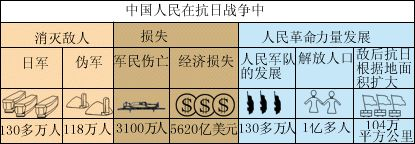 中国人民在抗日战争中
消灭敌人 损失 人民革命力量发展
日军 伪军 军民伤亡 经济损失 人民军队的发展 解放人口 敌后抗日根据地面积扩大
130多万人 118万人 3100万人 5620亿美元 130多万人 1亿多人 104万平方公里